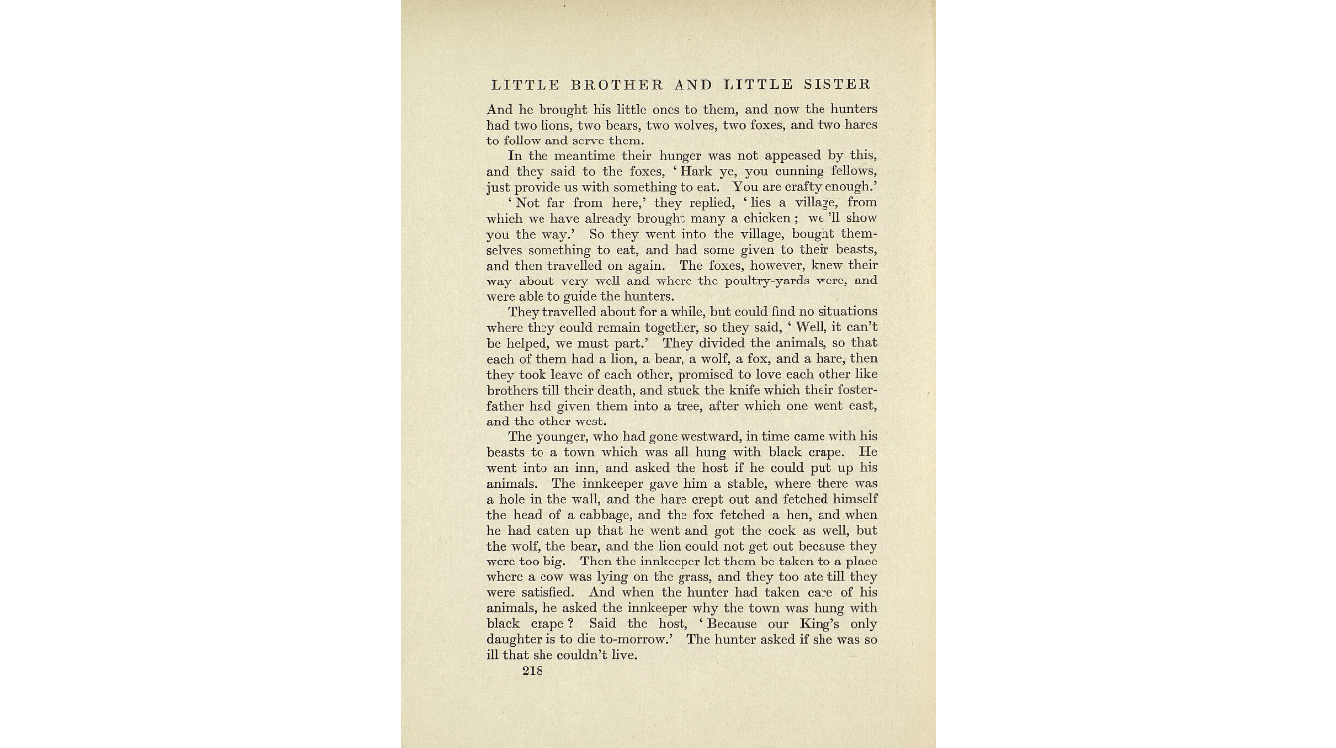 LITTLE BROTHER AND LITTLE SISTER
And he brought his little ones to them, and now the hunters
had two lions, two bears, two wolves, two foxes, and two hares
to follow and serve them.
In the meantime their hunger was not appeased by this,
and they said to the foxes, ‘ Hark ye, you cunning fellows,
just provide us with something to eat. You are crafty enough.’
‘ Not far from here,’ they replied, ‘ lies a village, from
which we have already brought many a chicken ; we ’ll show
you the way.’ So they went into the village, bought them-
selves something to eat, and had some given to their beasts,
and then travelled on again. The foxes, however, knew their
way about very well and where the poultry-yards were, and
were able to guide the hunters.
They travelled about for a while, but could find no situations
where they could remain together, so they said, ‘ Well, it can’t
be helped, we must part.’ They divided the animals, so that
each of them had a lion, a bear, a wolf, a fox, and a hare, then
they took leave of each other, promised to love each other like
brothers till their death, and stuck the knife which their foster-
father had given them into a tree, after which one went east,
and the other west.
The younger, who had gone westward, in time came with his
beasts to a town which was all hung with black crape. He
went into an inn, and asked the host if he could put up his
animals. The innkeeper gave him a stable, where there was
a hole in the wall, and the hare crept out and fetched himself
the head of a cabbage, and the fox fetched a hen, and when
he had eaten up that he went and got the cock as well, but
the wolf, the bear, and the lion could not get out because they
were too big. Then the innkeeper let them be taken to a place
where a cow was lying on the grass, and they too ate till they
were satisfied. And when the hunter had taken care of his
animals, he asked the innkeeper why the town was hung with
black crape ? Said the host, ‘ Because our King’s only
daughter is to die to-morrow.’ The hunter asked if she was so
ill that she couldn’t live.
218